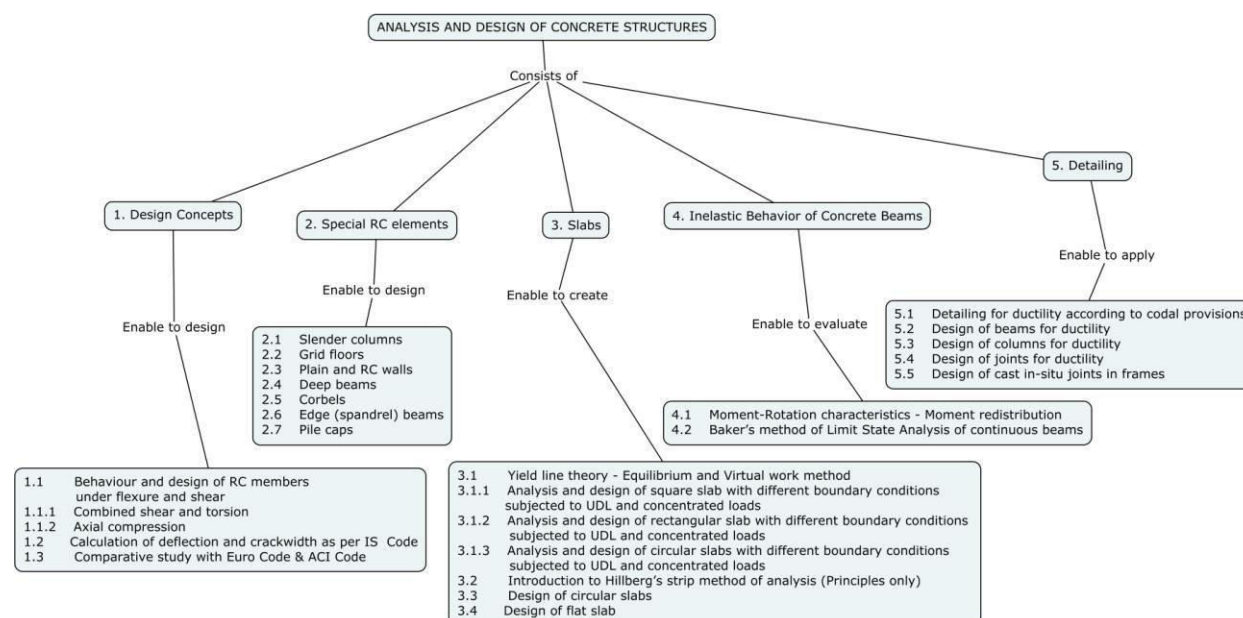 ANALYSIS AND DESIGN OF CONCRETE STRUCTURES
Consists of
1. Design Concepts
Enable to design
1.1 Behaviour and design of RC members
under flexure and shear
1.1.1 Combined shear and torsion
1.1.2 Axial compression
1.2 Calculation of deflection and crackwidth as per IS Code
1.3 Comparative study with Euro Code & ACI Code
2. Special RC elements
Enable to design
2.1 Slender columns
2.2 Grid floors
2.3 Plain and RC walls
2.4 Deep beams
2.5 Corbels
2.6 Edge (spandrel) beams
2.7 Pile caps
3. Slabs
Enable to create
3.1 Yield line theory - Equilibrium and Virtual work method
3.1.1 Analysis and design of square slab with different boundary conditions
subjected to UDL and concentrated loads
3.1.2 Analysis and design of rectangular slab with different boundary conditions
subjected to UDL and concentrated loads
3.1.3 Analysis and design of circular slabs with different boundary conditions
subjected to UDL and concentrated loads
3.2 Introduction to Hillberg's strip method of analysis (Principles only)
3.3 Design of circular slabs
3.4 Design of flat slab
4. Inelastic Behavior of Concrete Beams
Enable to evaluate
4.1 Moment-Rotation characteristics - Moment redistribution
4.2 Baker's method of Limit State Analysis of continuous beams
5. Detailing
Enable to apply
5.1 Detailing for ductility according to codal provisions
5.2 Design of beams for ductility
5.3 Design of columns for ductility
5.4 Design of joints for ductility
5.5 Design of cast in-situ joints in frames